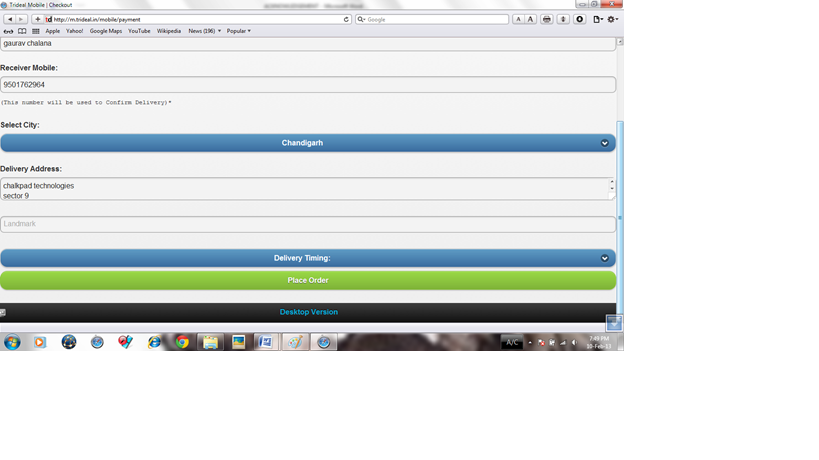 Trideal Mobile | Checkout
http://m.trideal.in/mobile/payment
Google
A A
Apple Yahoo! Google Maps YouTube Wikipedia News (196) Popular
gaurav chalana
Receiver Mobile:
9501762964
(This number will be used to Confirm Delivery)*
Select City:
Chandigarh
Delivery Address:
chalkpad technologies
sector 9
Landmark
Delivery Timing:
Place Order
Desktop Version
A/C
7:49 PM
10-Feb-13